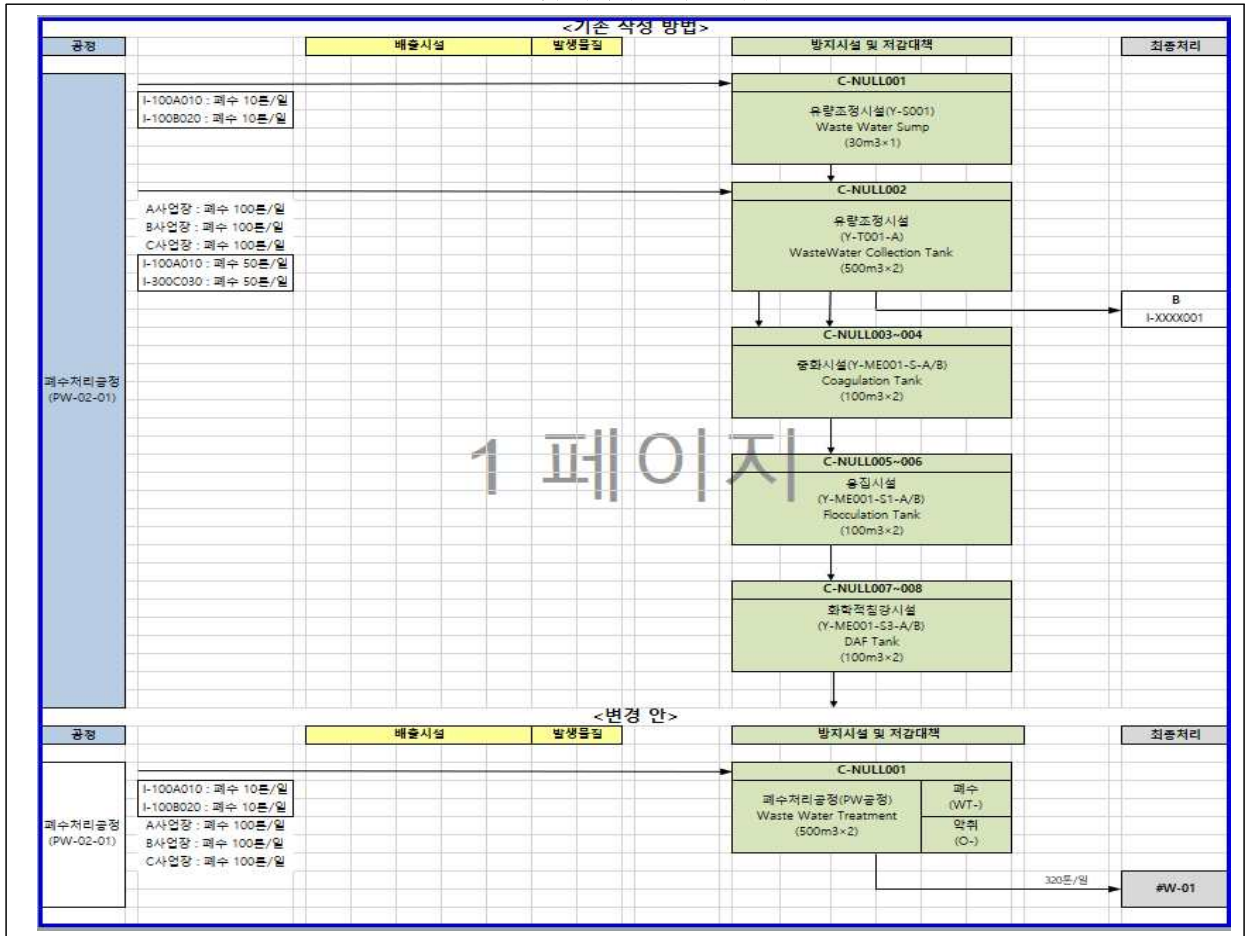 <기존 작성 방법>
공정 배출시설 발생물질 방지시설 및 저감대책 최종처리
C-NULL001
I-100A010 : 폐수 10톤/일
I-100B020 : 폐수 10톤/일
유량조정시설(Y-S001)
Waste Water Sump
(30m3×1)
C-NULL002
A사업장 : 폐수 100톤/일
B사업장 : 폐수 100톤/일
C사업장 : 폐수 100톤/일
I-100A010 : 폐수 50톤/일
I-300C030 : 폐수 50톤/일
유량조정시설
(Y-T001-A)
WasteWater Collection Tank
(500m3×2)
B
I-XXXX001
C-NULL003~004
중화시설(Y-ME001-S-A/B)
Coagulation Tank
(100m3×2)
폐수처리공정
(PW-02-01)
1 페이지
C-NULL005~006
응집시설
(Y-ME001-S1-A/B)
Flocculation Tank
(100m3×2)
C-NULL007~008
화학적침강시설
(Y-ME001-S3-A/B)
DAF Tank
(100m3×2)
<변경 안>
공정 배출시설 발생물질 방지시설 및 저감대책 최종처리
C-NULL001
폐수처리공정
(PW-02-01)
I-100A010 : 폐수 10톤/일
I-100B020 : 폐수 10톤/일
A사업장 : 폐수 100톤/일
B사업장 : 폐수 100톤/일
C사업장 : 폐수 100톤/일
폐수처리공정(PW공정)
Waste Water Treatment
(500m3×2)
폐수
(WT-)
악취
(O-)
320톤/일
#W-01